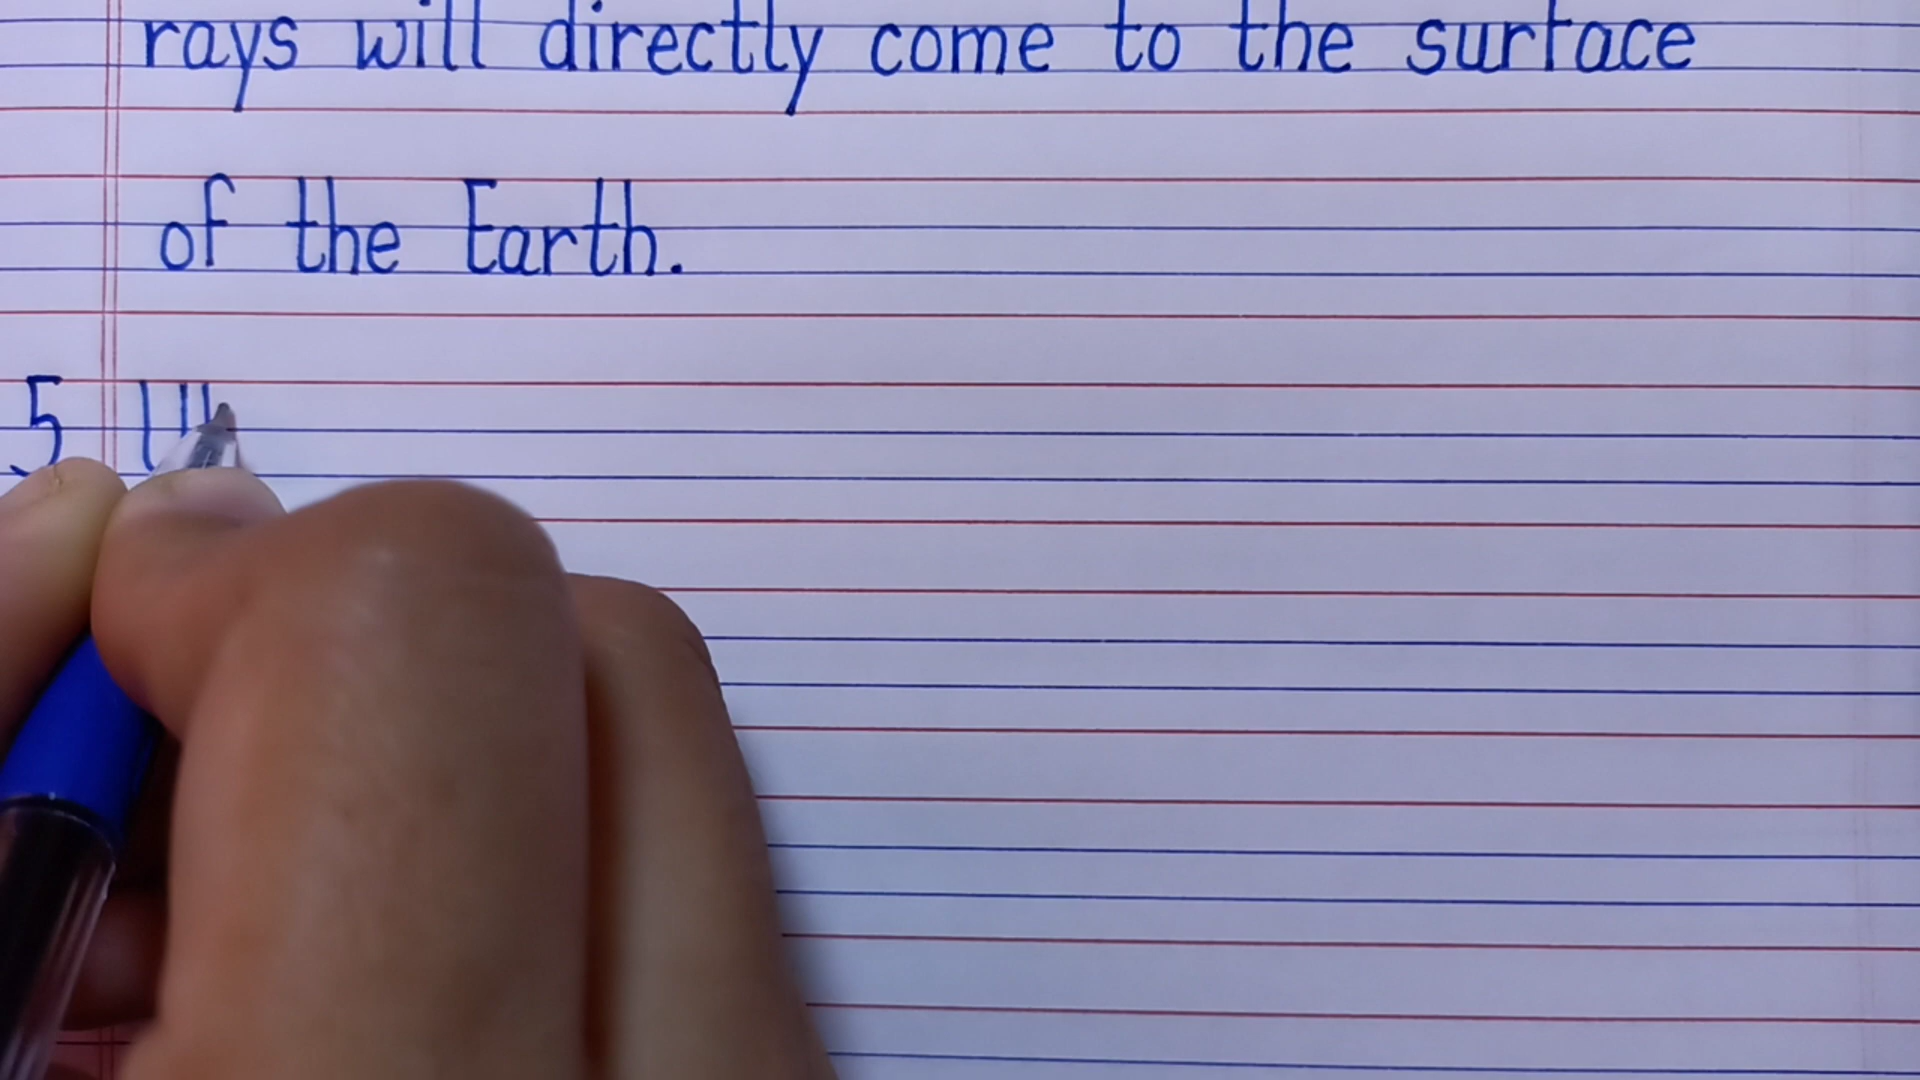 rays will directly come to the surface
of the Earth.
5